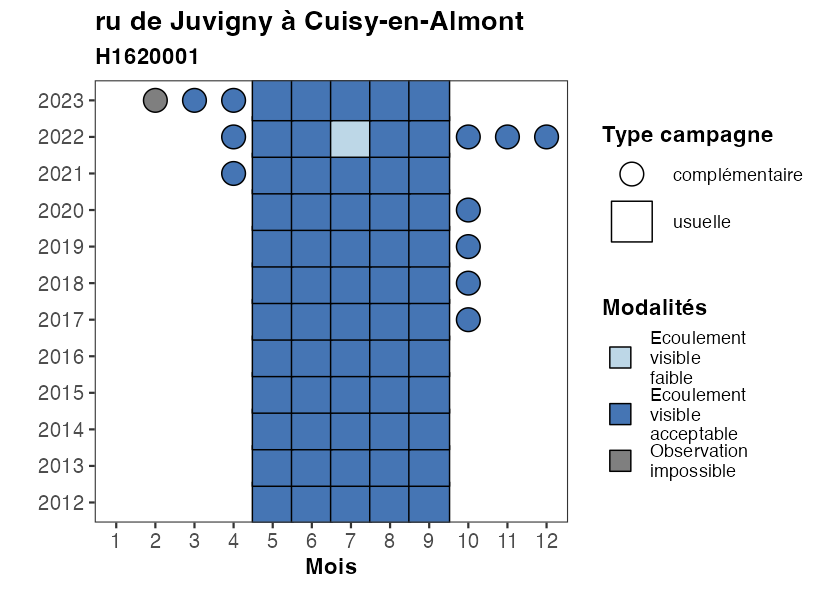 ru de Juvigny à Cuisy-en-Almont
H1620001
2023
2022
2021
2020
2019
2018
2017
2016
2015
2014
2013
2012
1 2 3 4 5 6 7 8 9 10 11 12
Mois
Type campagne
complémentaire
usuelle
Modalités
Ecoulement
visible
faible
Ecoulement
visible
acceptable
Observation
impossible